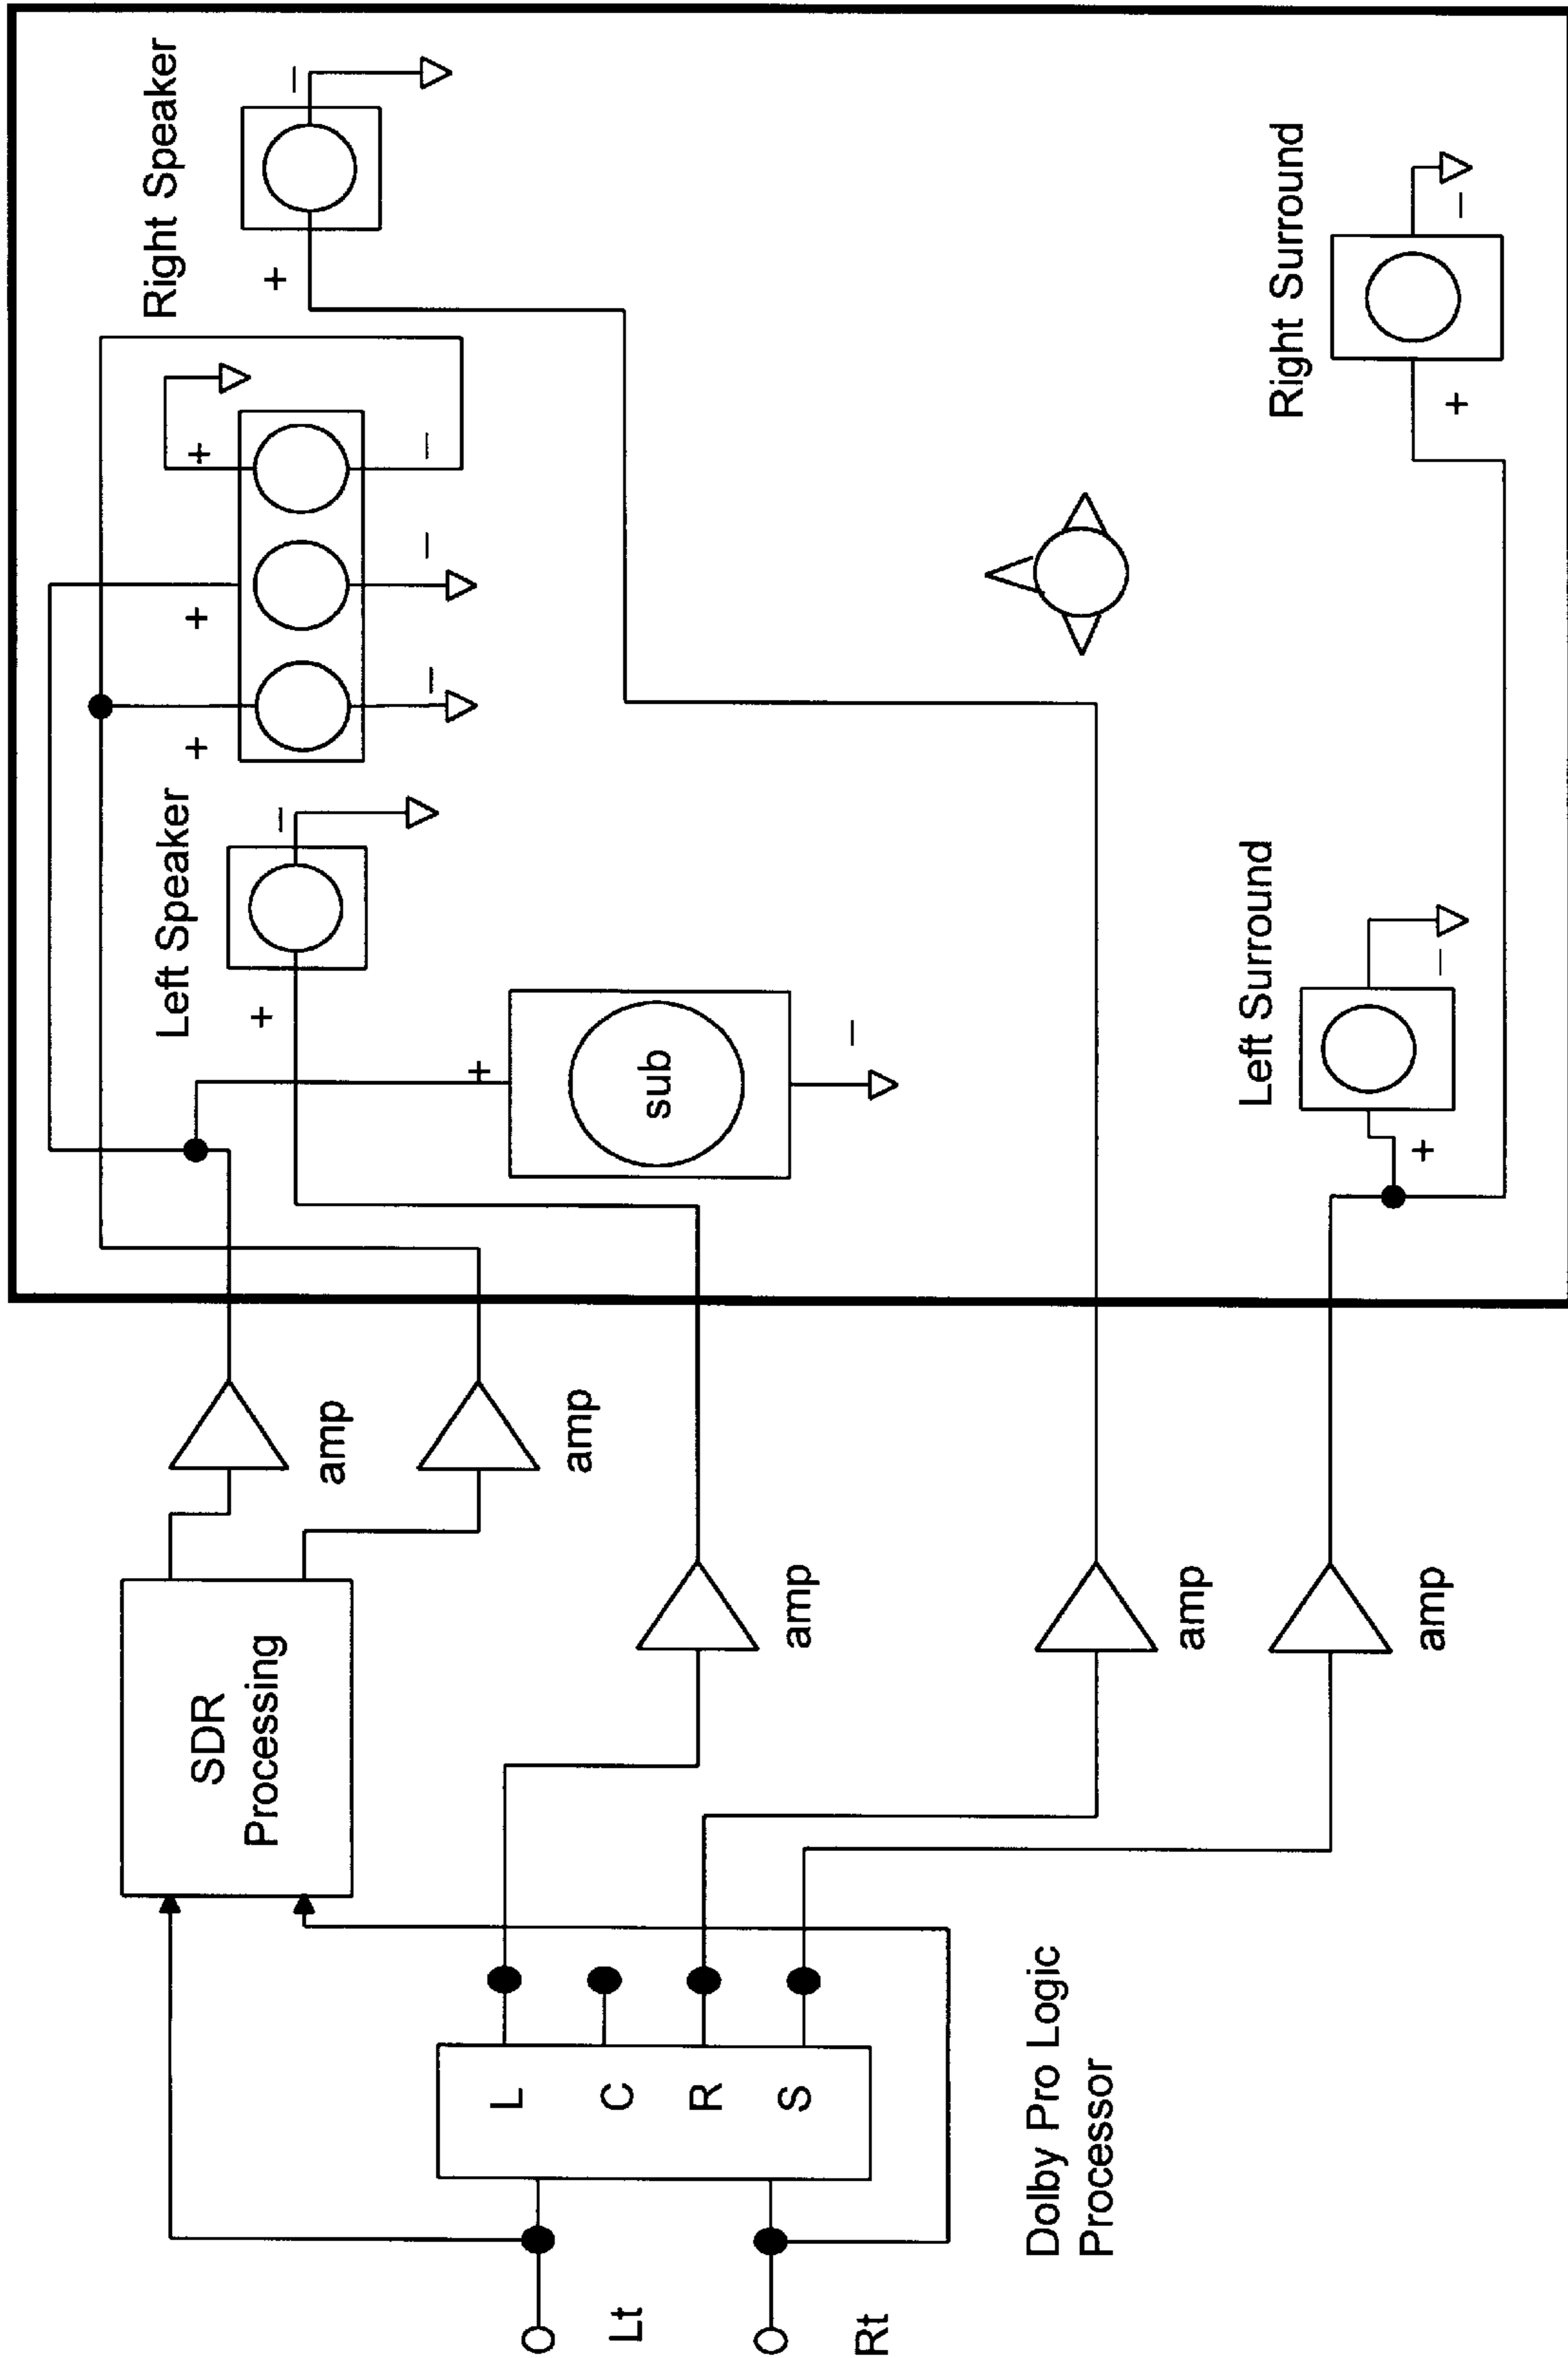 Right Speaker
+
−
+
−
+
−
+
−
Left Speaker
+
−
+
−
sub
Right Surround
+
−
Left Surround
+
−
SDR
Processing
amp
amp
amp
amp
amp
L
C
R
S
Dolby Pro Logic
Processor
Lt
Rt